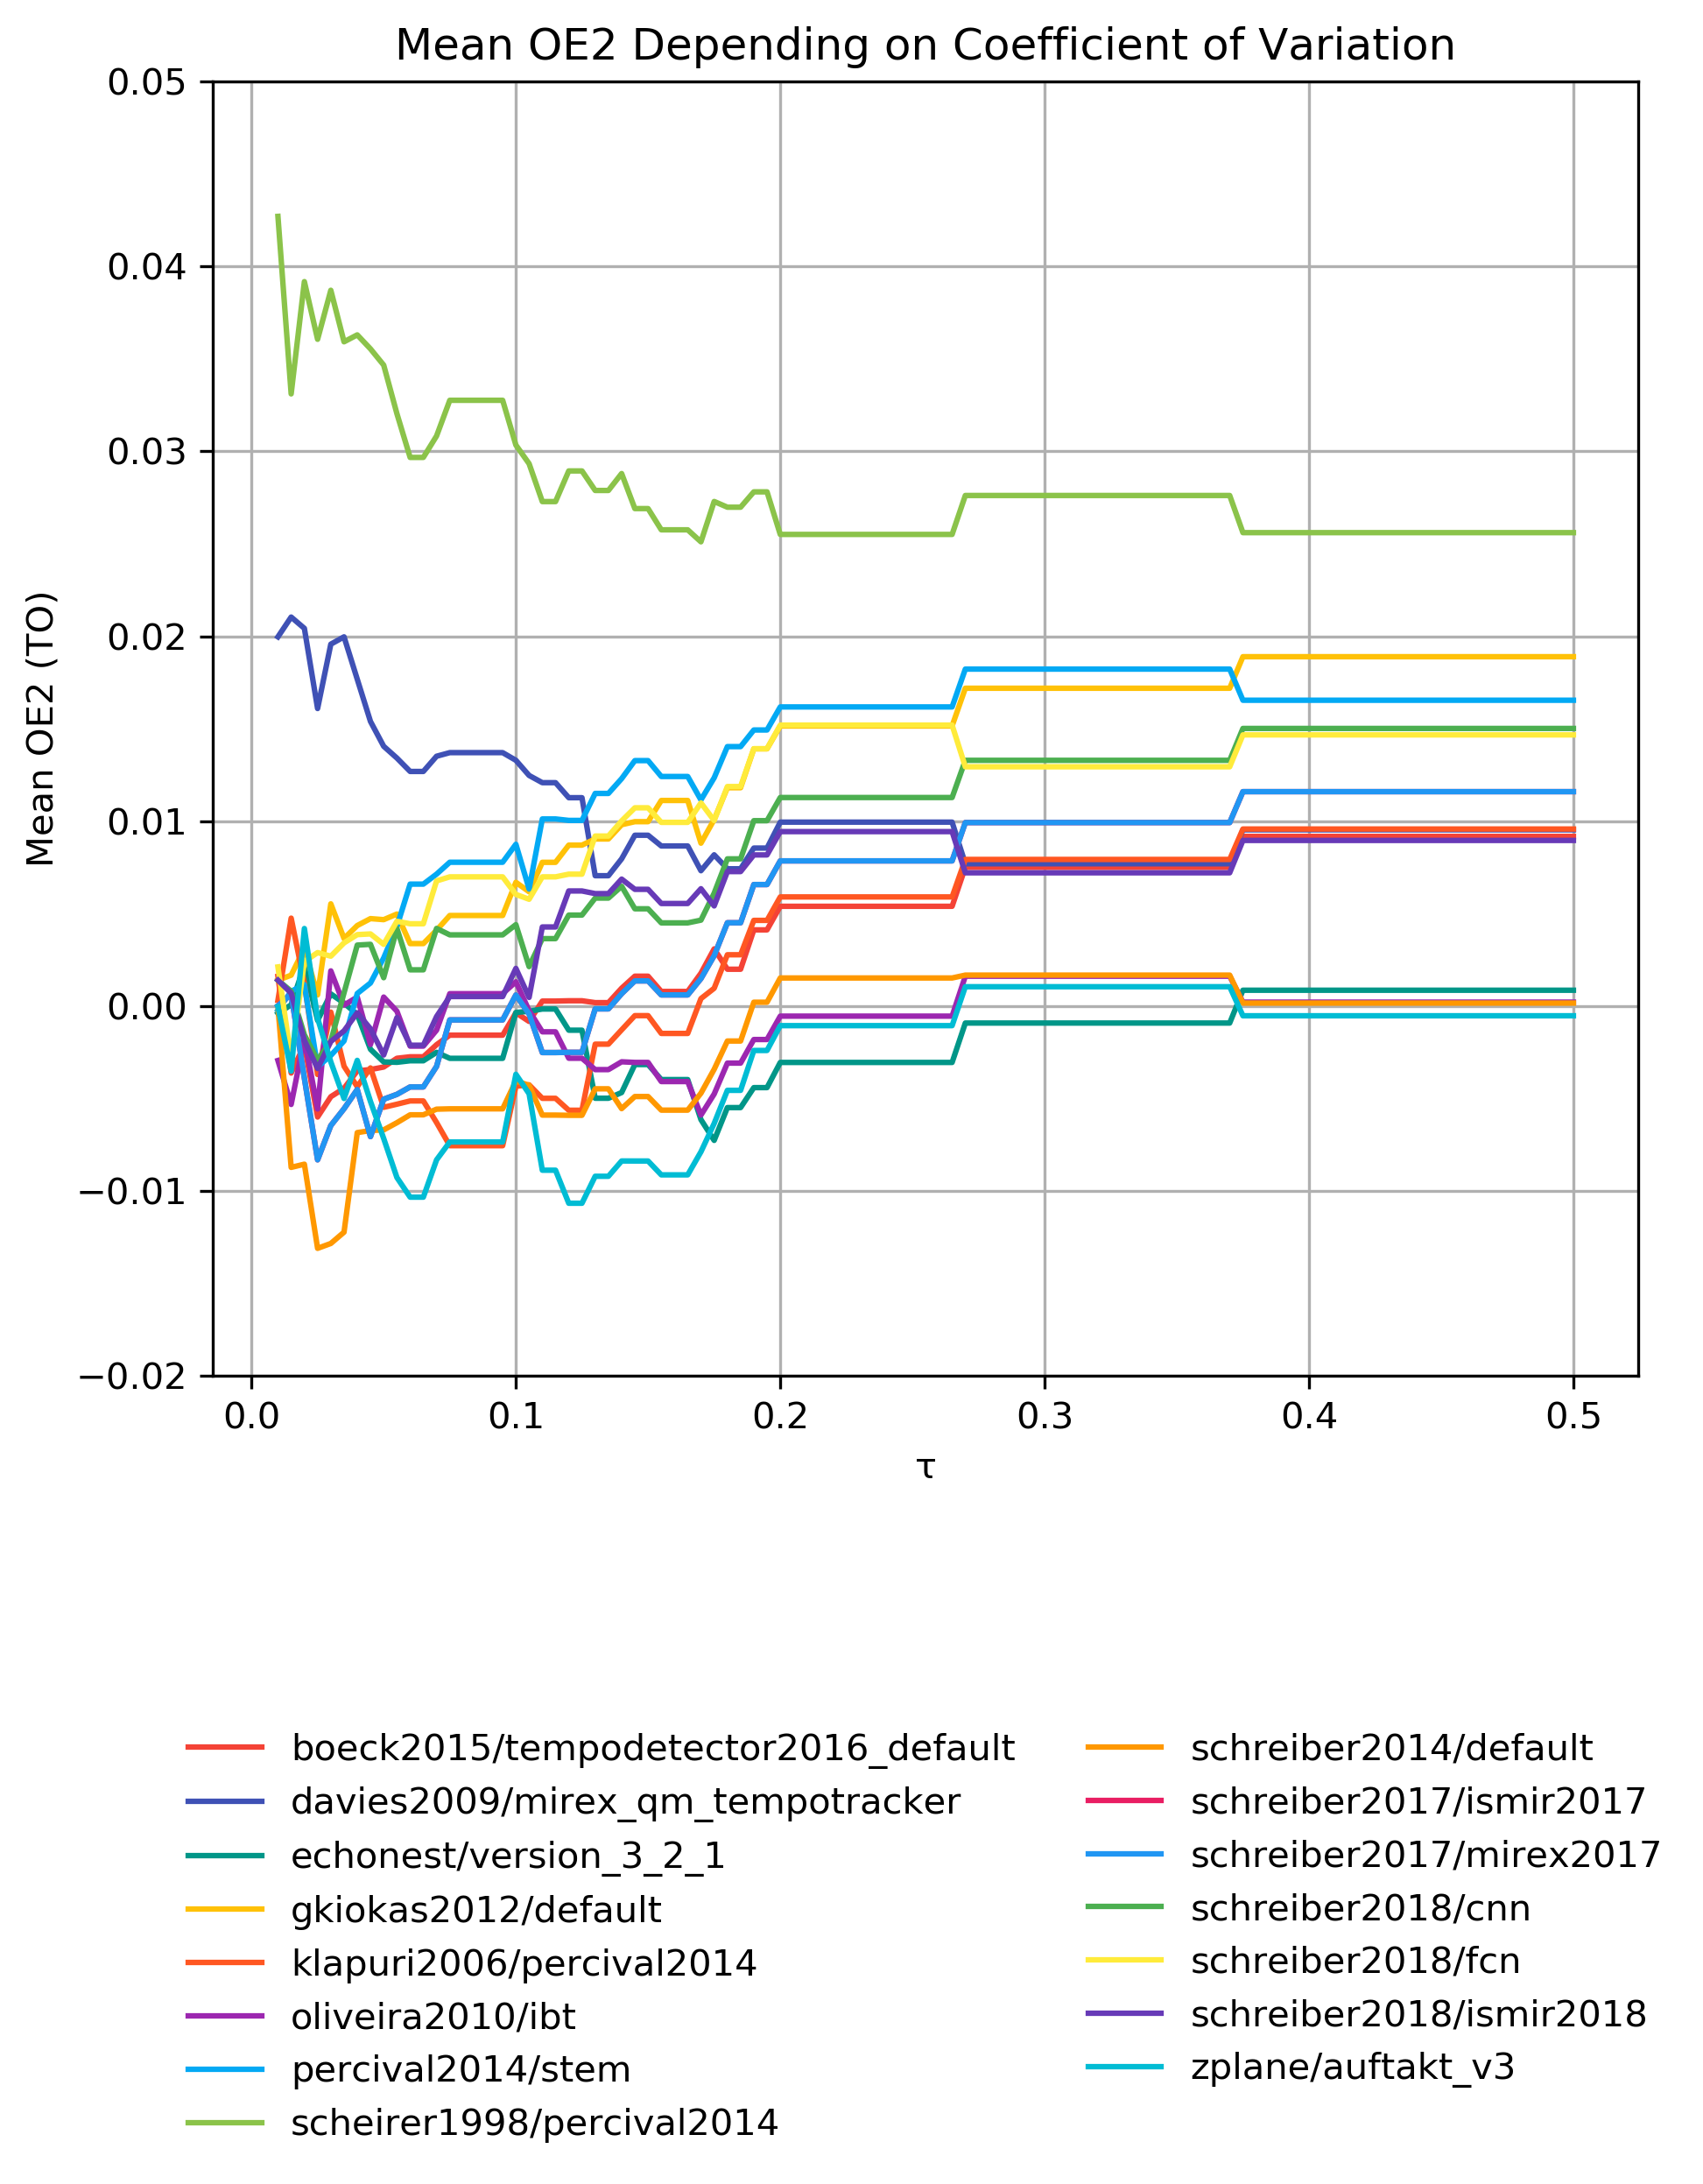 Mean OE2 Depending on Coefficient of Variation
0.05
0.04
0.03
0.02
0.01
0.00
−0.01
−0.02
Mean OE2 (TO)
0.0 0.1 0.2 0.3 0.4 0.5
τ
boeck2015/tempodetector2016_default
davies2009/mirex_qm_tempotracker
echonest/version_3_2_1
gkiokas2012/default
klapuri2006/percival2014
oliveira2010/ibt
percival2014/stem
scheirer1998/percival2014
schreiber2014/default
schreiber2017/ismir2017
schreiber2017/mirex2017
schreiber2018/cnn
schreiber2018/fcn
schreiber2018/ismir2018
zplane/auftakt_v3